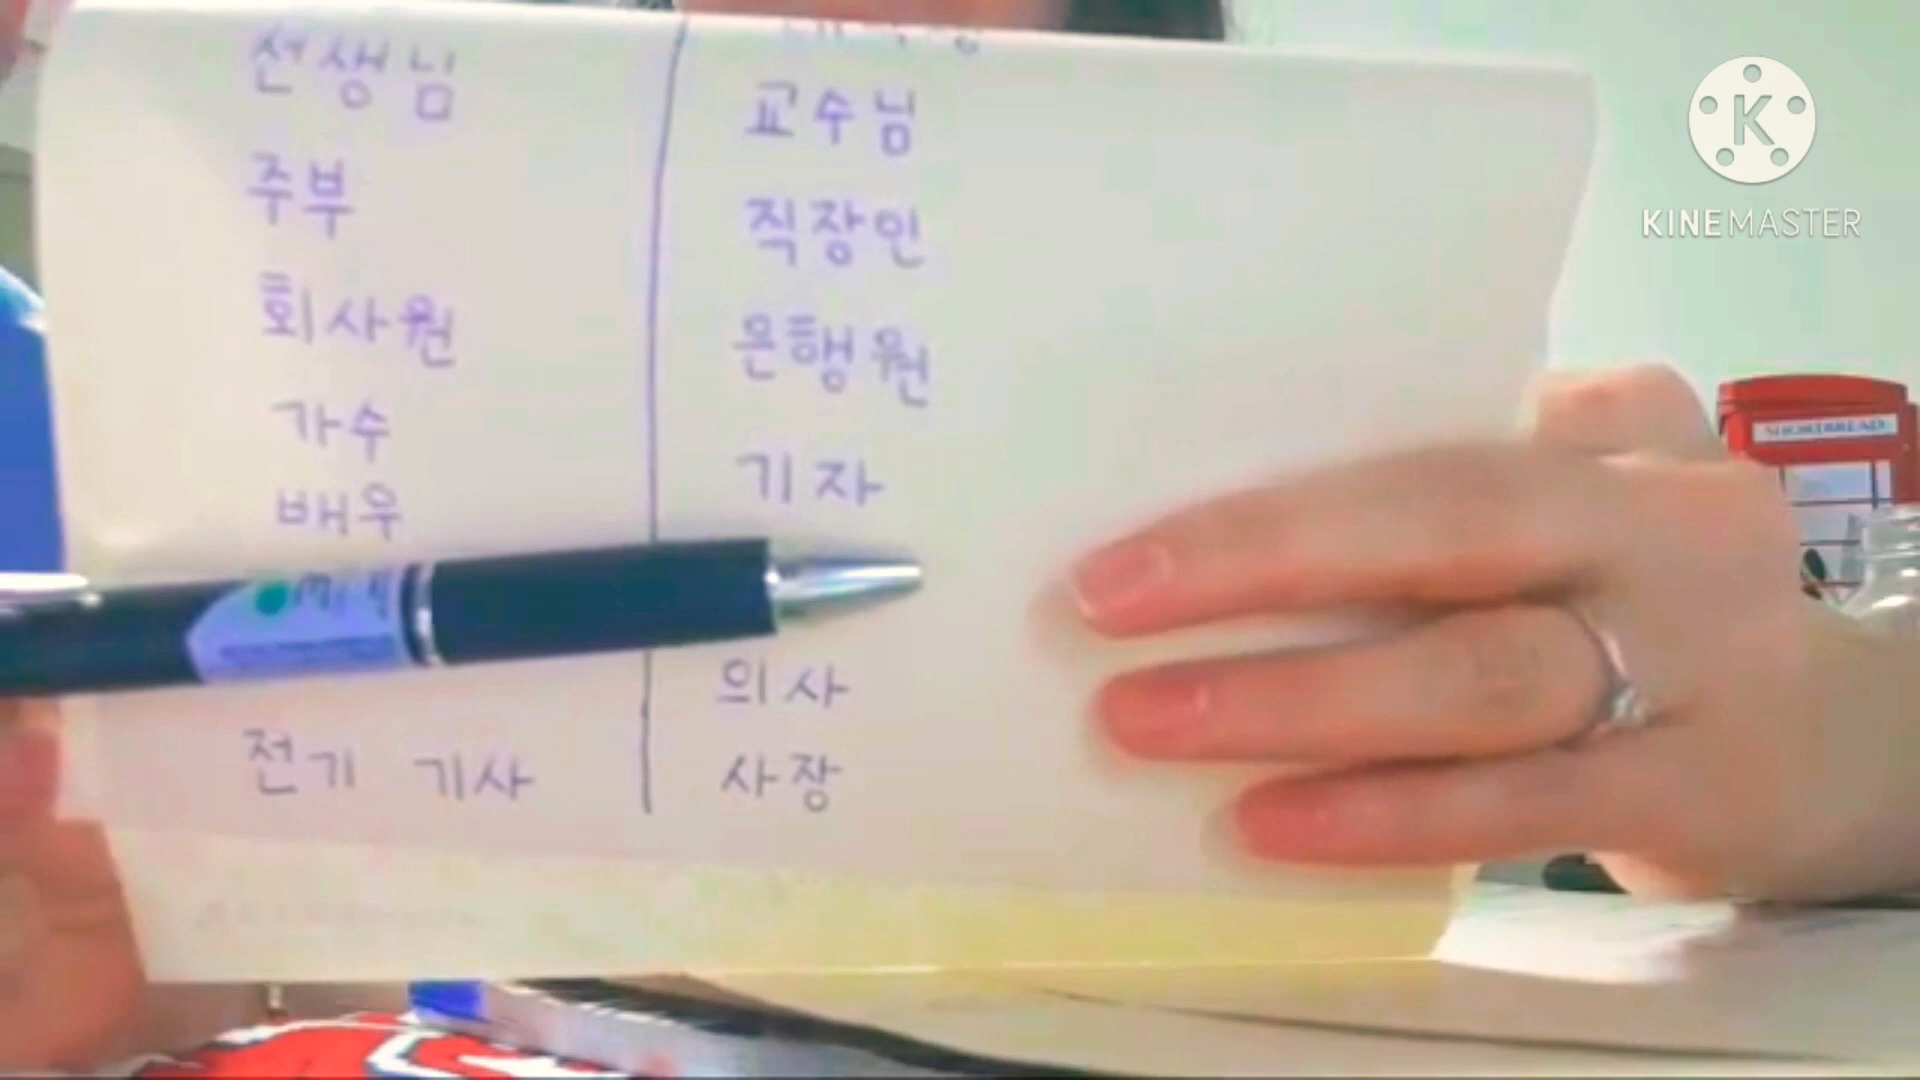 선생님
주부
회사원
가수
배우
전기 기사
교수님
직장인
은행원
기자
의사
사장
K
KINEMASTER
SHORTBREAD